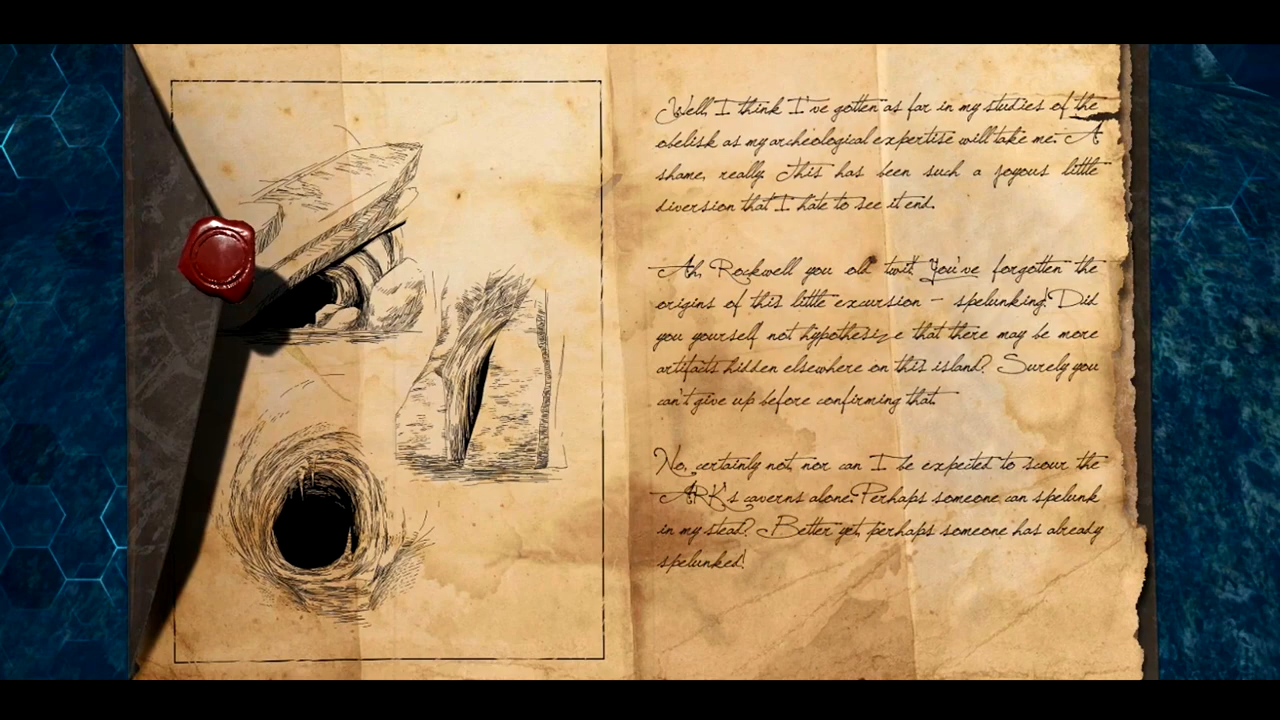 Well, I think I've gotten as far in my studies of the
obelisk as my archeological expertise will take me. A
shame, really. This has been such a joyous little
diversion that I hate to see it end.
Ah, Rockwell you old twit! You've forgotten the
origins of this little excursion - spelunking! Did
you yourself not hypothesize that there may be more
artifacts hidden elsewhere on this island? Surely you
can't give up before confirming that.
No, certainly not, nor can I be expected to scour the
ARK's caverns alone. Perhaps someone can spelunk
in my stead? Better yet, perhaps someone has already
spelunked!